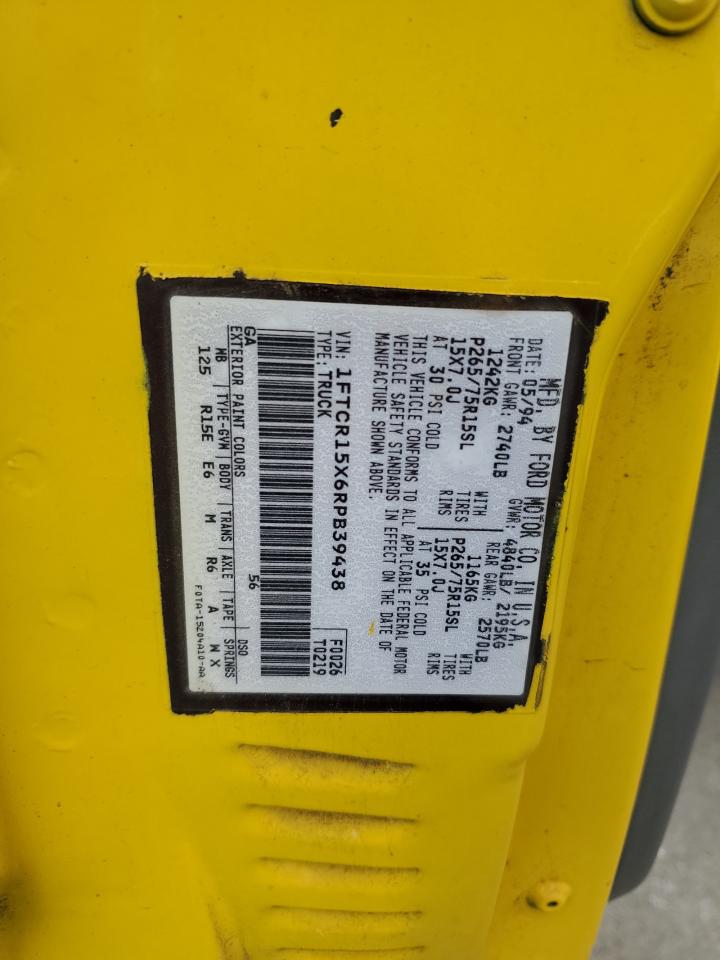 MFD. BY FORD MOTOR CO. IN U.S.A.
DATE: 05/94 GVWR: 4840LB/ 2195KG
FRONT GAWR: 2740LB REAR GAWR: 2570LB
1242KG WITH 1165KG WITH
P265/75R15SL TIRES P265/75R15SL TIRES
15X7.0J RIMS 15X7.0J RIMS
AT 30 PSI COLD AT 35 PSI COLD
THIS VEHICLE CONFORMS TO ALL APPLICABLE FEDERAL MOTOR
VEHICLE SAFETY STANDARDS IN EFFECT ON THE DATE OF
MANUFACTURE SHOWN ABOVE.
VIN: 1FTCR15X6RPB39438 F0026
TYPE: TRUCK T0219
GA 56
EXTERIOR PAINT COLORS DSO
WB TYPE-GVW BODY TRANS AXLE TAPE SPRINGS
125 R15E E6 M R6 A W X
F0TA-15204A10-AA